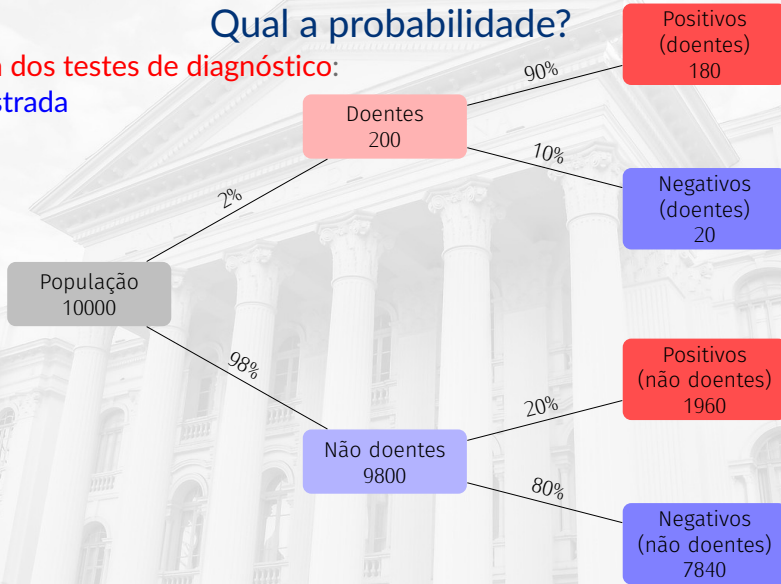 Qual a probabilidade?
dos testes de diagnóstico:
População
10000
2%
98%
Doentes
200
90%
10%
Positivos
(doentes)
180
Negativos
(doentes)
20
Não doentes
9800
20%
80%
Positivos
(não doentes)
1960
Negativos
(não doentes)
7840